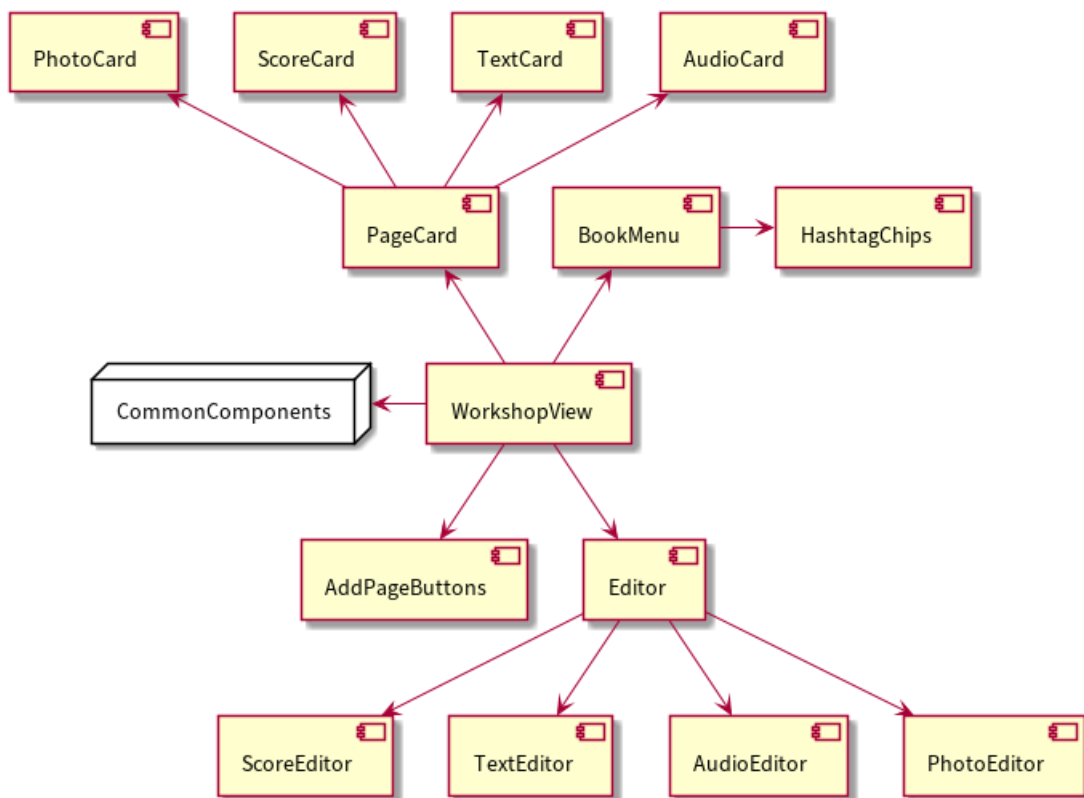 PhotoCard
ScoreCard
TextCard
AudioCard
PageCard
BookMenu
HashtagChips
CommonComponents
WorkshopView
AddPageButtons
Editor
ScoreEditor
TextEditor
AudioEditor
PhotoEditor